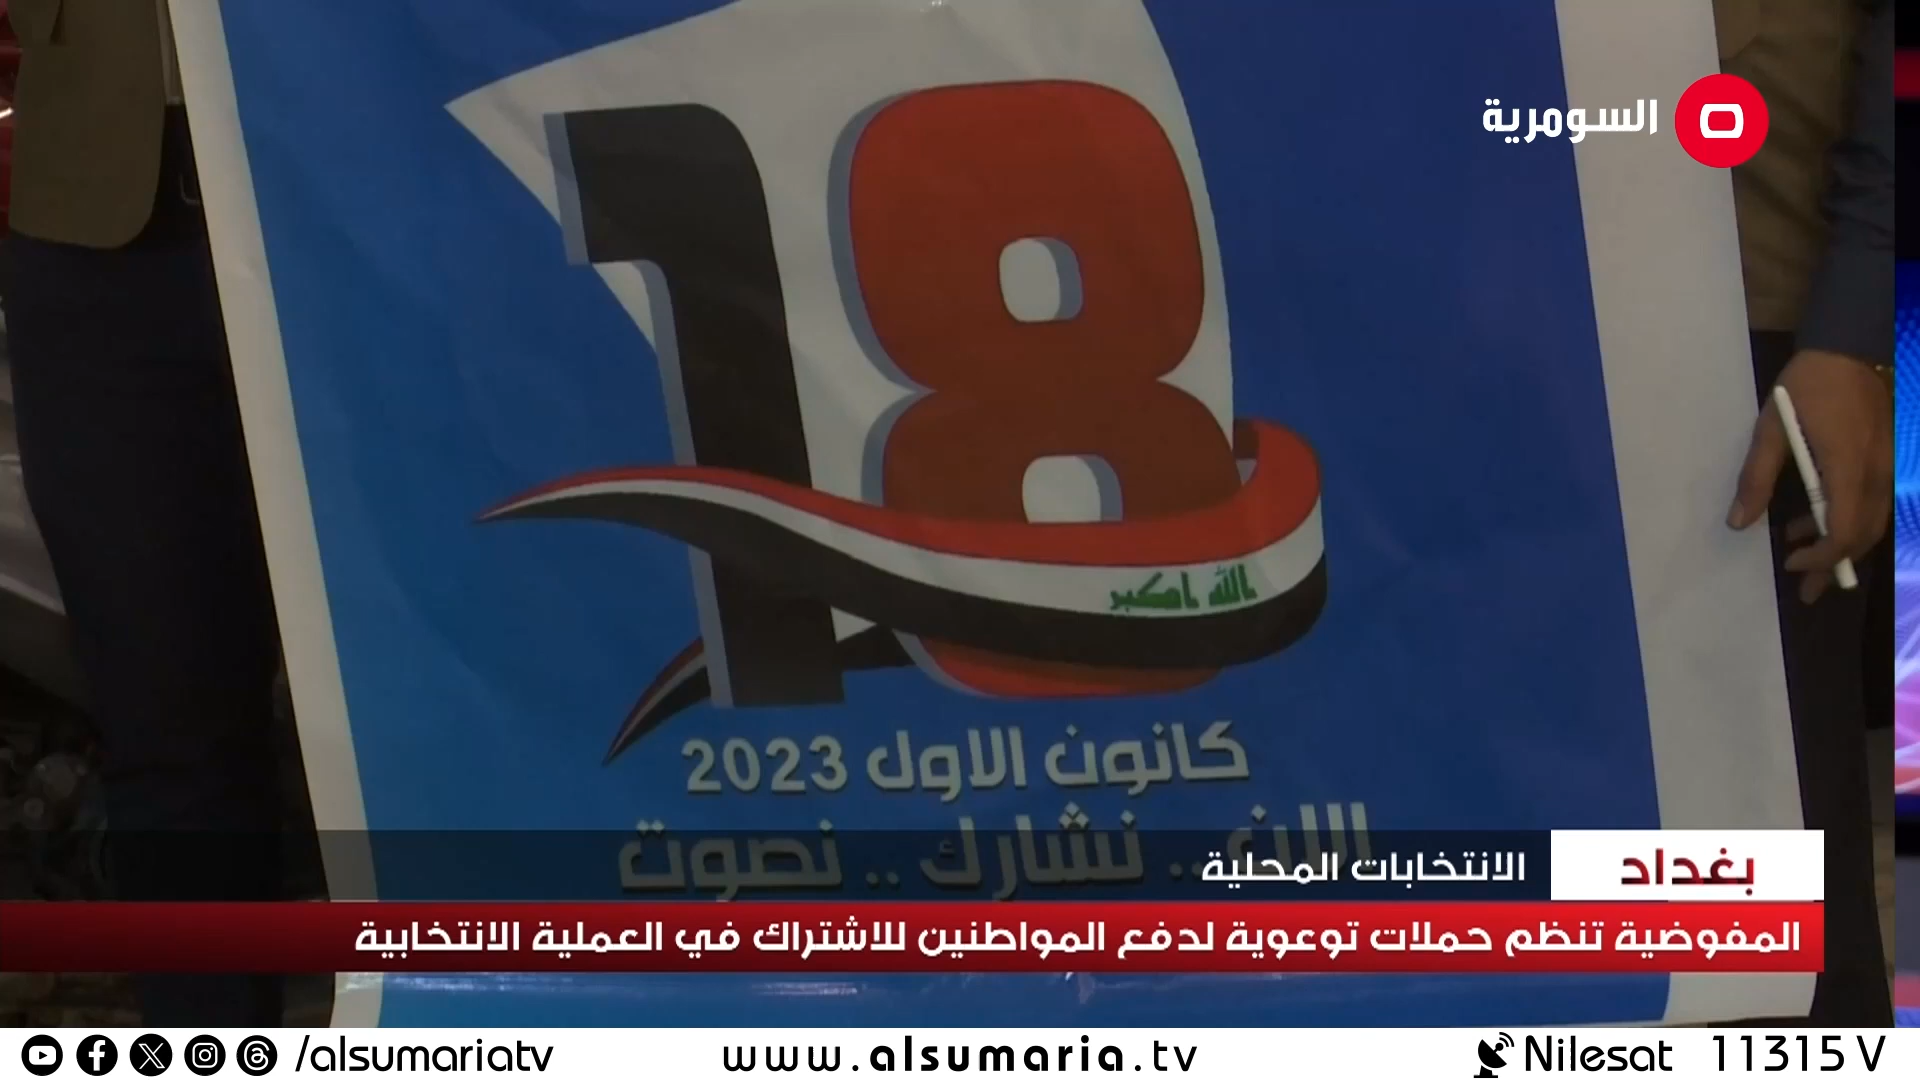 السومرية
18
الله اكبر
كانون الاول 2023
الان .. نشارك .. نصوت
بغداد
الانتخابات المحلية
المفوضية تنظم حملات توعوية لدفع المواطنين للاشتراك في العملية الانتخابية
/alsumariatv
www.alsumaria.tv
Nilesat 11315 V